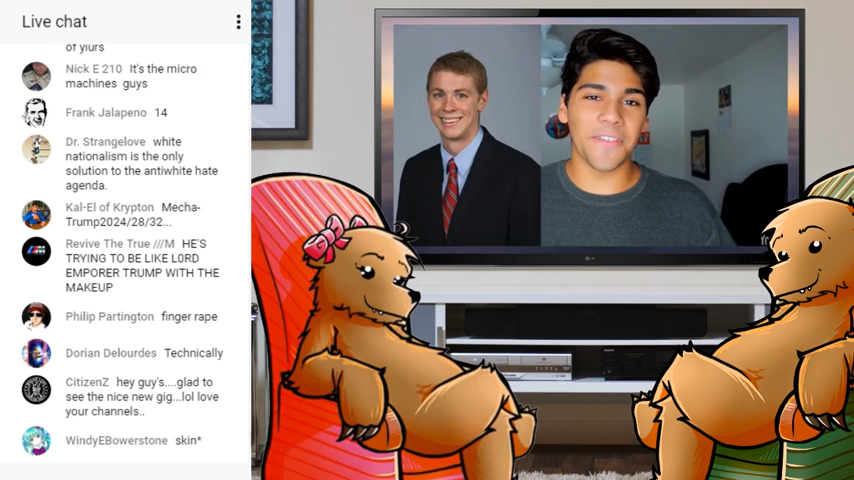 Live chat
of yiurs
Nick E 210 It's the micro
machines guys
Frank Jalapeno 14
Dr. Strangelove white
nationalism is the only
solution to the antiwhite hate
agenda.
Kal-El of Krypton Mecha-
Trump2024/28/32...
Revive The True ///M HE'S
TRYING TO BE LIKE L0RD
EMPORER TRUMP WITH THE
MAKEUP
Philip Partington finger rape
Dorian Delourdes Technically
CitizenZ hey guy's....glad to
see the nice new gig...lol love
your channels..
WindyEBowerstone skin*
LG